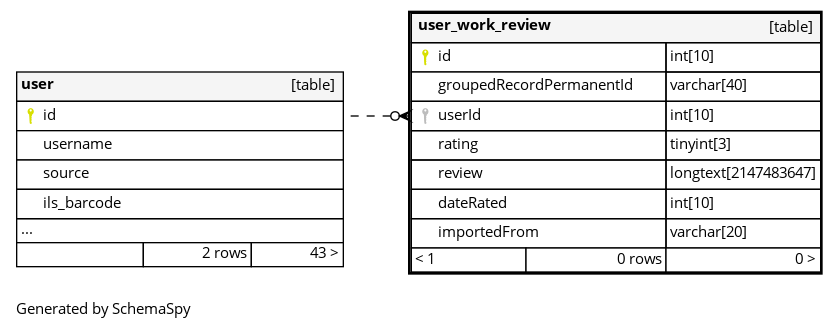 user [table]
id
username
source
ils_barcode
...
2 rows 43 >
user_work_review [table]
id int[10]
groupedRecordPermanentId varchar[40]
userId int[10]
rating tinyint[3]
review longtext[2147483647]
dateRated int[10]
importedFrom varchar[20]
< 1 0 rows 0 >
Generated by SchemaSpy